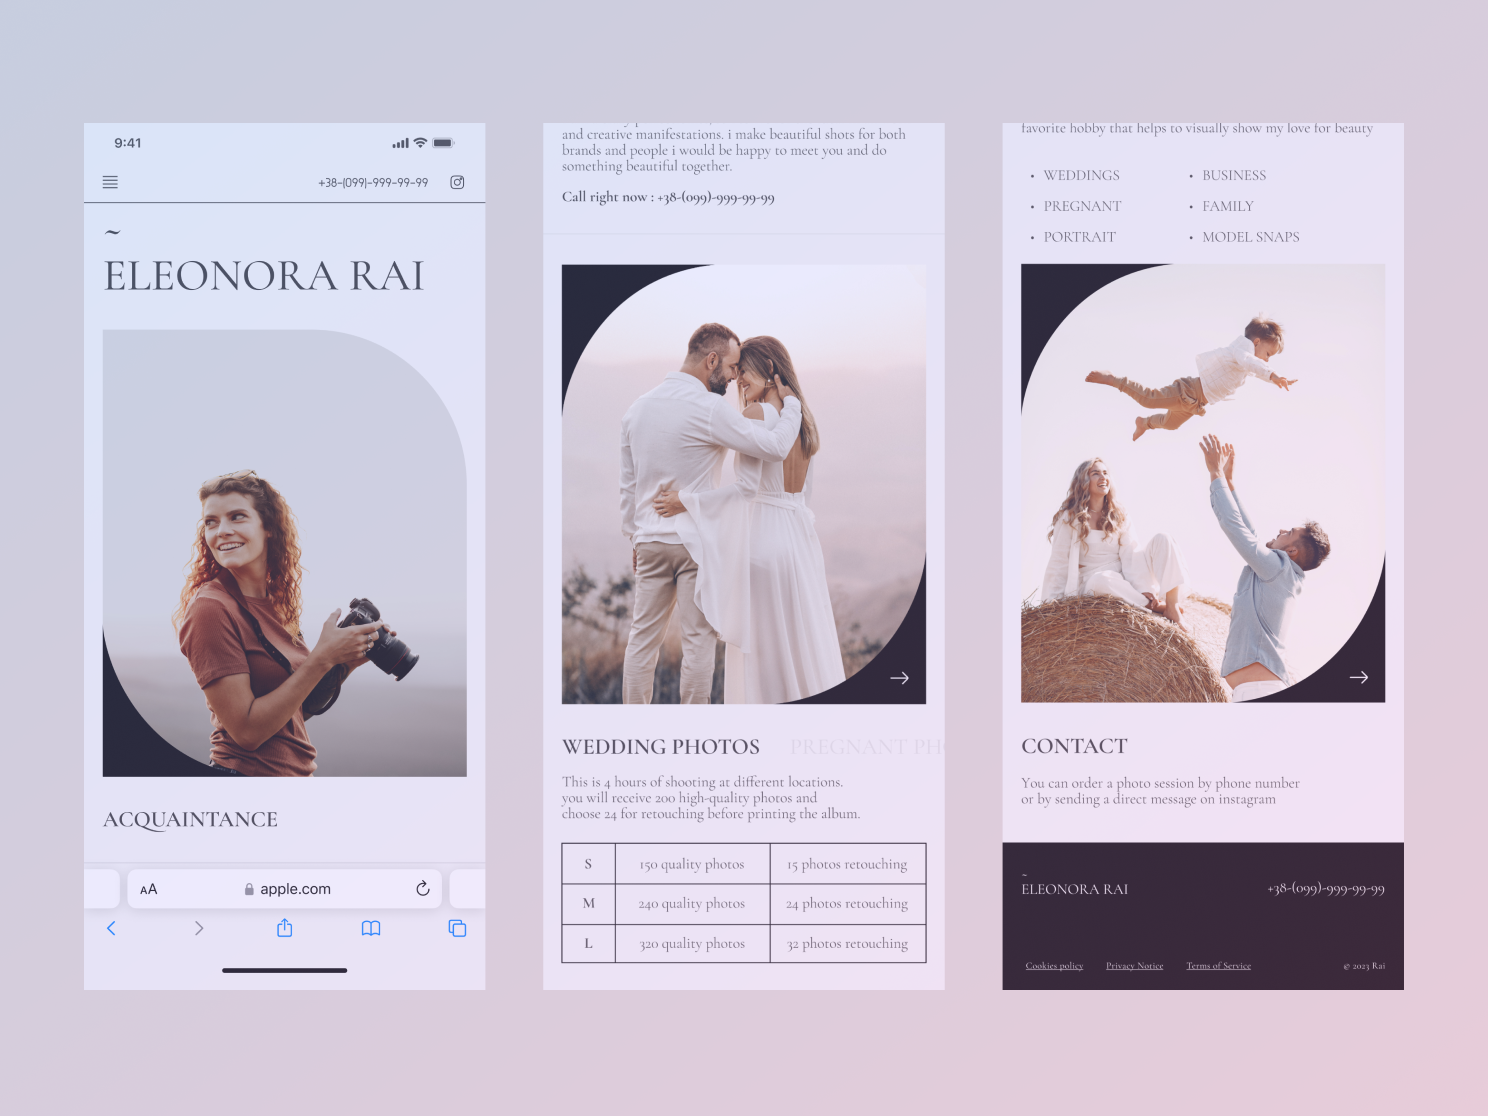 9:41
+38-(099)-999-99-99
~
ELEONORA RAI
ACQUAINTANCE
AA
apple.com
and creative manifestations. i make beautiful shots for both
brands and people i would be happy to meet you and do
something beautiful together.
Call right now : +38-(099)-999-99-99
WEDDING PHOTOS PREGNANT PH
This is 4 hours of shooting at different locations.
you will receive 200 high-quality photos and
choose 24 for retouching before printing the album.
S 150 quality photos 15 photos retouching
M 240 quality photos 24 photos retouching
L 320 quality photos 32 photos retouching
favorite hobby that helps to visually show my love for beauty
• WEDDINGS • BUSINESS
• PREGNANT • FAMILY
• PORTRAIT • MODEL SNAPS
CONTACT
You can order a photo session by phone number
or by sending a direct message on instagram
~
ELEONORA RAI +38-(099)-999-99-99
Cookies policy Privacy Notice Terms of Service © 2023 Rai